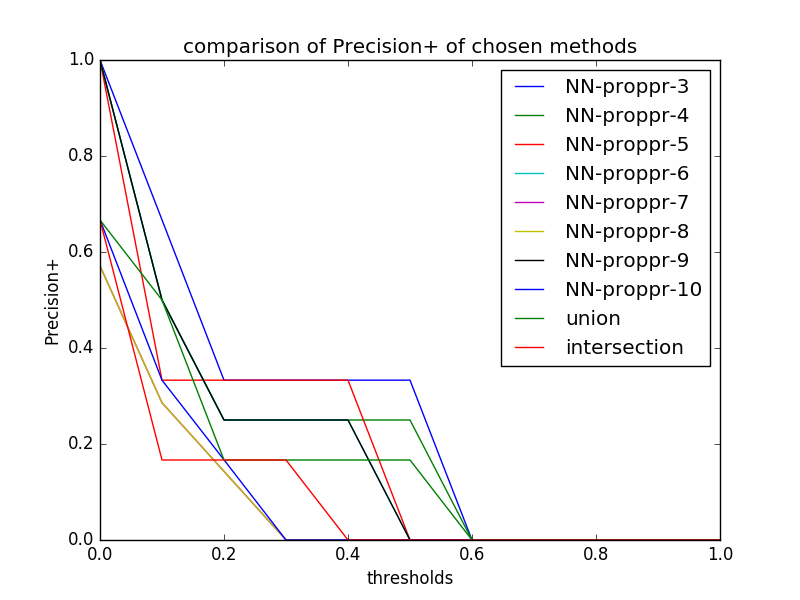 comparison of Precision+ of chosen methods
1.0
0.8
0.6
0.4
0.2
0.0
Precision+
NN-proppr-3
NN-proppr-4
NN-proppr-5
NN-proppr-6
NN-proppr-7
NN-proppr-8
NN-proppr-9
NN-proppr-10
union
intersection
0.0 0.2 0.4 0.6 0.8 1.0
thresholds